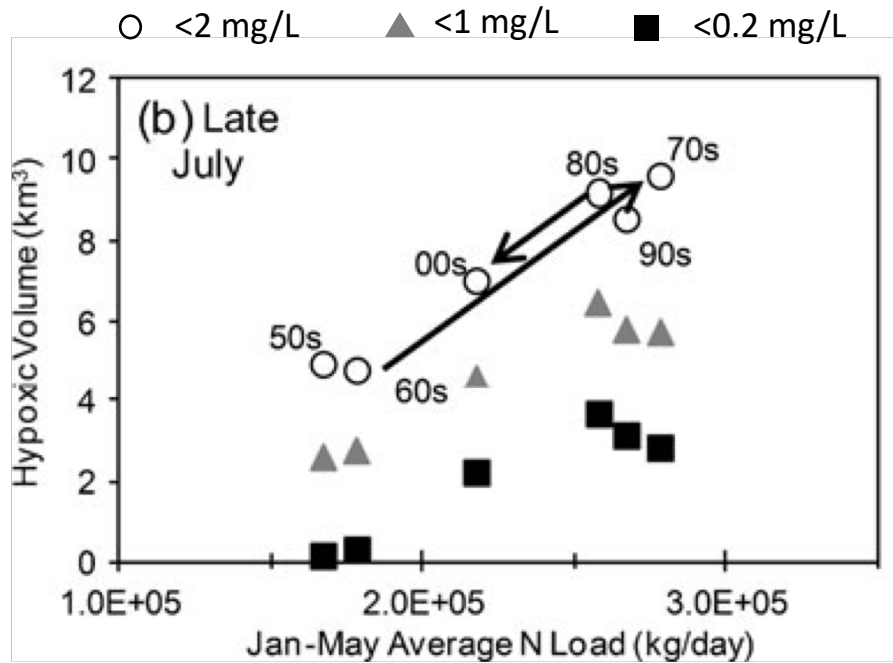 <2 mg/L <1 mg/L <0.2 mg/L
(b) Late
July
12
10
8
6
4
2
0
Hypoxic Volume (km³)
80s
70s
90s
00s
50s
60s
1.0E+05 2.0E+05 3.0E+05
Jan-May Average N Load (kg/day)